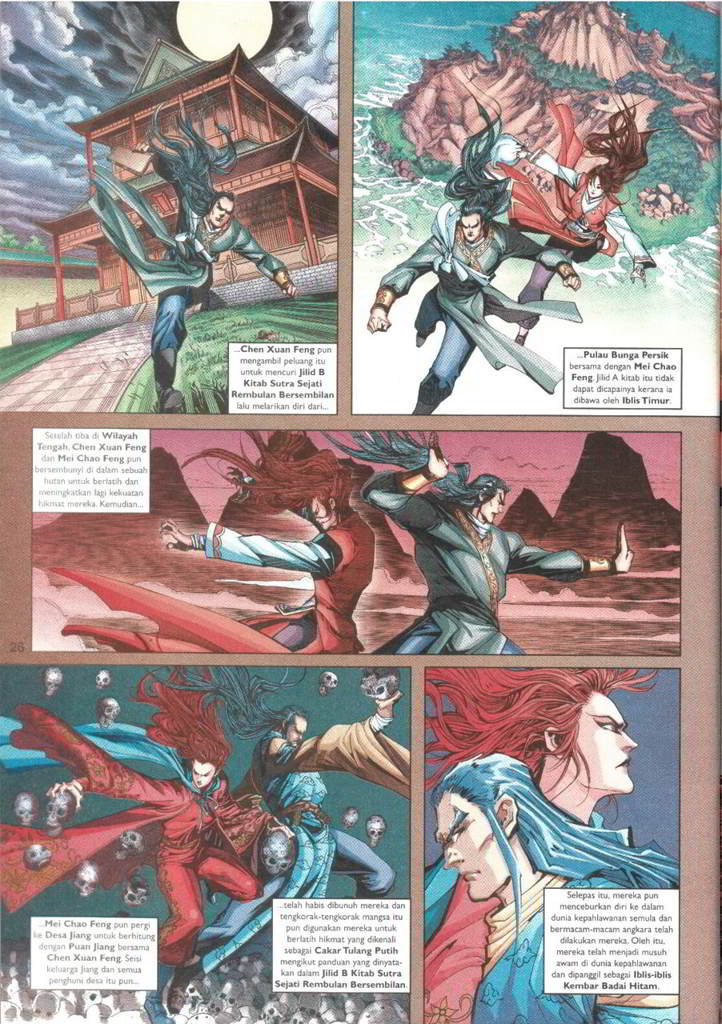 ...Chen Xuan Feng pun
mengambil peluang itu
untuk mencuri Jilid B
Kitab Sutra Sejati
Rembulan Bersembilan
lalu melarikan diri dari...
...Pulau Bunga Persik
bersama dengan Mei Chao
Feng. Jilid A kitab itu tidak
dapat dicapainya kerana ia
dibawa oleh Iblis Timur.
Setelah tiba di Wilayah
Tengah, Chen Xuan Feng
dan Mei Chao Feng pun
bersembunyi di dalam sebuah
hutan untuk berlatih dan
meningkatkan lagi kekuatan
hikmat mereka. Kemudian...
26
...Mei Chao Feng pun pergi
ke Desa Jiang untuk berhitung
dengan Puan Jiang bersama
Chen Xuan Feng. Seisi
keluarga Jiang dan semua
penghuni desa itu pun...
...telah habis dibunuh mereka dan
tengkorak-tengkorak mangsa itu
pun digunakan mereka untuk
berlatih hikmat yang dikenali
sebagai Cakar Tulang Putih
mengikut panduan yang dinyata-
kan dalam Jilid B Kitab Sutra
Sejati Rembulan Bersembilan.
Selepas itu, mereka pun
menceburkan diri ke dalam
dunia kepahlawanan semula dan
bermacam-macam angkara telah
dilakukan mereka. Oleh itu,
mereka telah menjadi musuh
awam di dunia kepahlawanan
dan dipanggil sebagai Iblis-iblis
Kembar Badai Hitam.